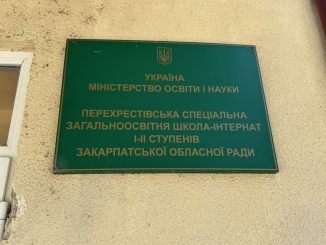 УКРАЇНА
МІНІСТЕРСТВО ОСВІТИ І НАУКИ
ПЕРЕХРЕСТІВСЬКА СПЕЦІАЛЬНА
ЗАГАЛЬНООСВІТНЯ ШКОЛА-ІНТЕРНАТ
І-ІІ СТУПЕНІВ
ЗАКАРПАТСЬКОЇ ОБЛАСНОЇ РАДИ